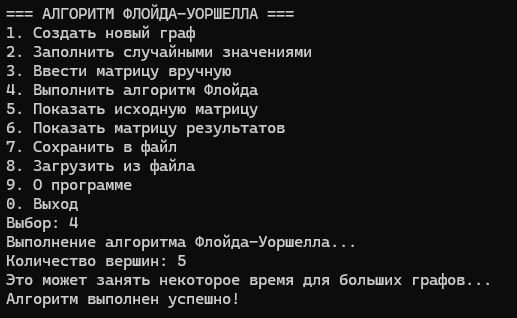 === АЛГОРИТМ ФЛОЙДА-УОРШЕЛЛА ===
1. Создать новый граф
2. Заполнить случайными значениями
3. Ввести матрицу вручную
4. Выполнить алгоритм Флойда
5. Показать исходную матрицу
6. Показать матрицу результатов
7. Сохранить в файл
8. Загрузить из файла
9. О программе
0. Выход
Выбор: 4
Выполнение алгоритма Флойда-Уоршелла...
Количество вершин: 5
Это может занять некоторое время для больших графов...
Алгоритм выполнен успешно!